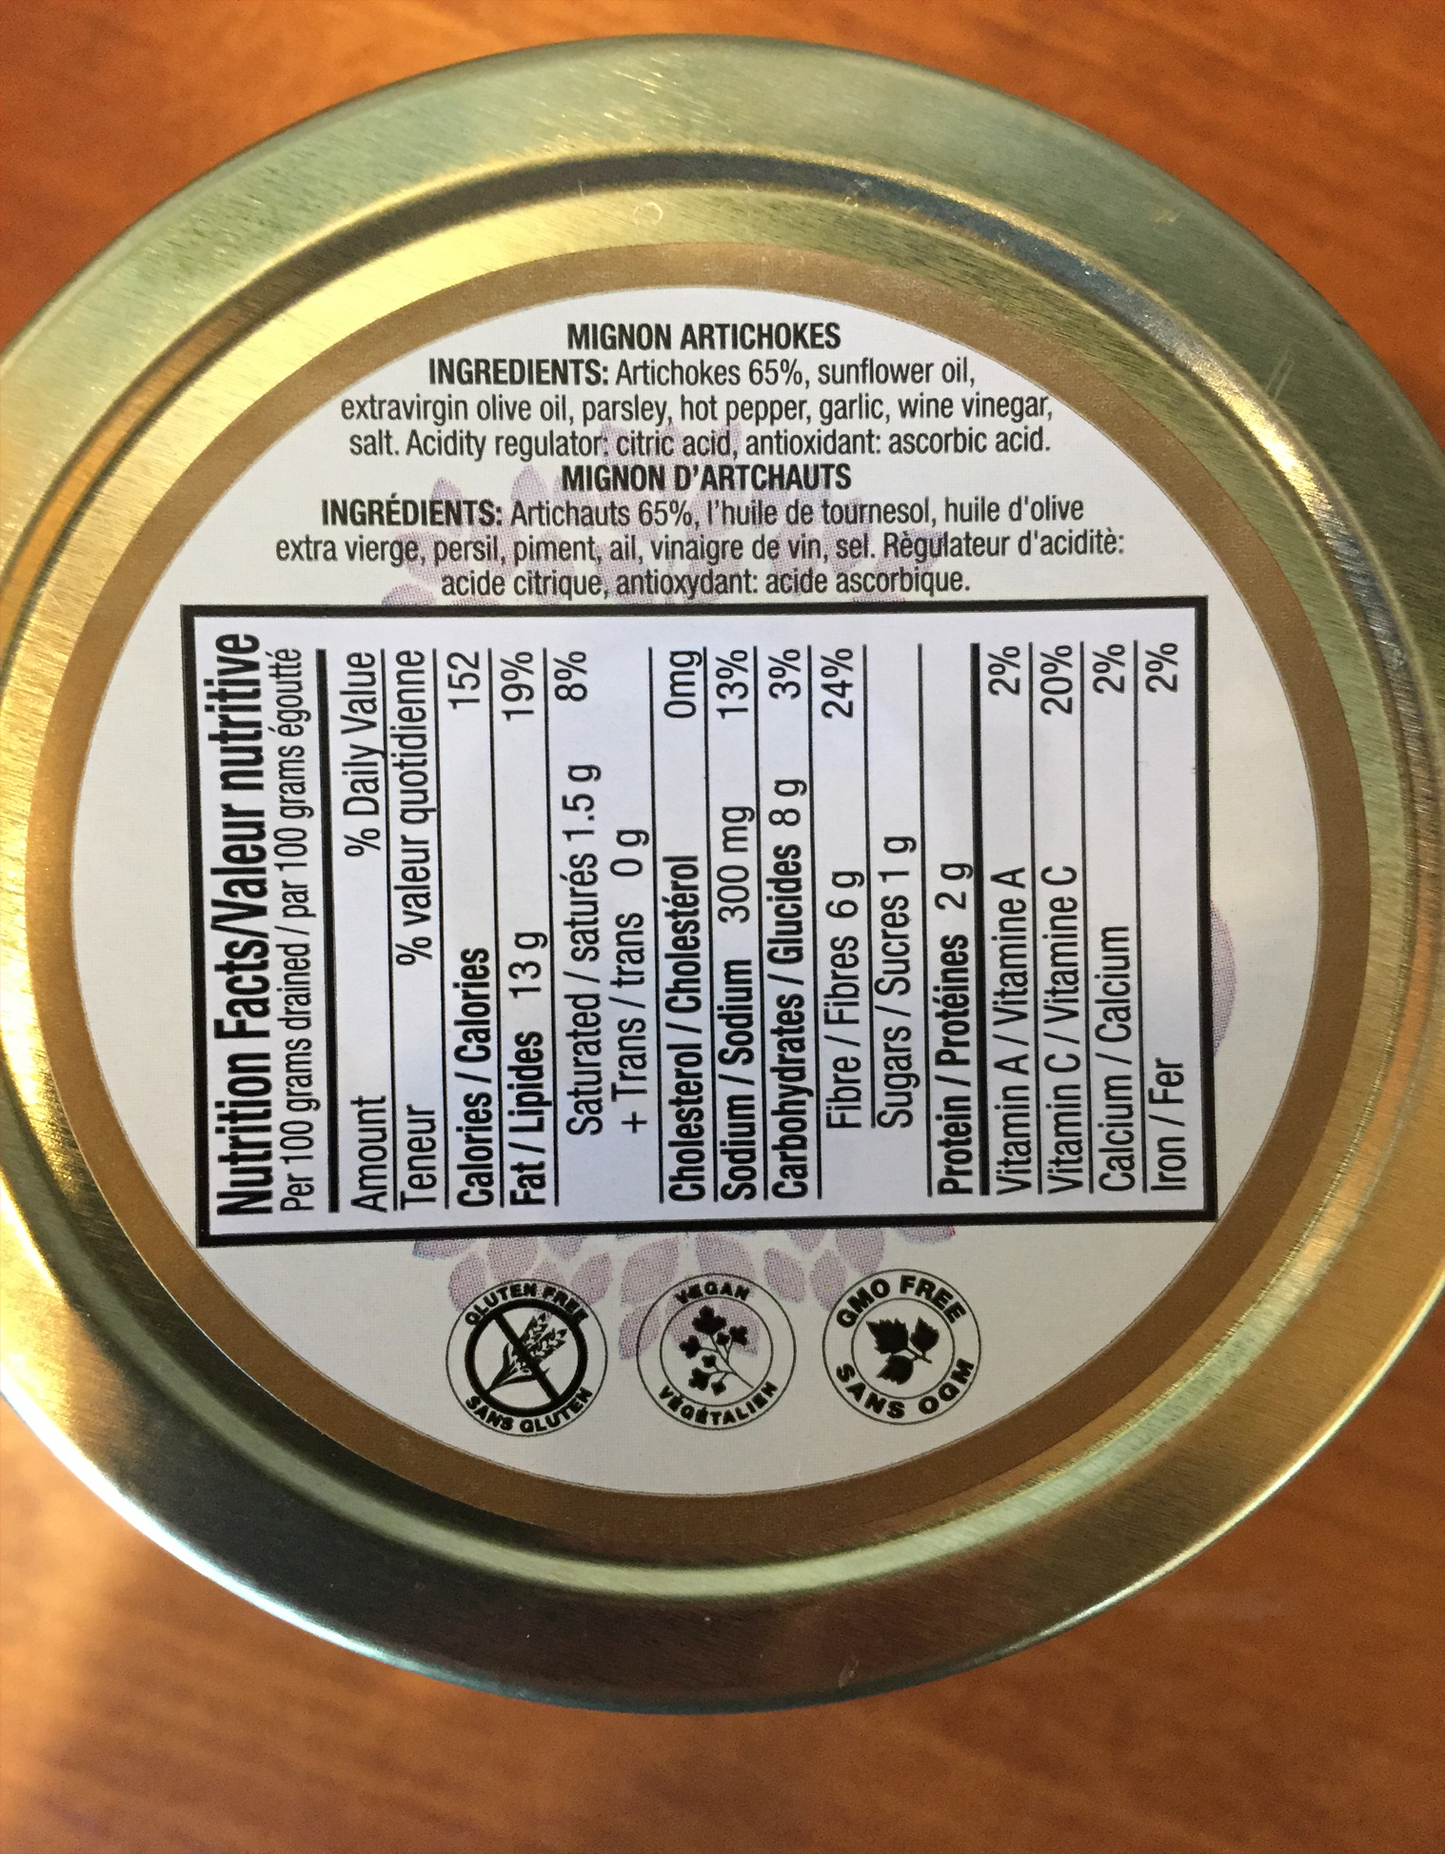 MIGNON ARTICHOKES
INGREDIENTS: Artichokes 65%, sunflower oil,
extravirgin olive oil, parsley, hot pepper, garlic, wine vinegar,
salt. Acidity regulator: citric acid, antioxidant: ascorbic acid.
MIGNON D'ARTCHAUTS
INGRÉDIENTS: Artichauts 65%, l'huile de tournesol, huile d'olive
extra vierge, persil, piment, ail, vinaigre de vin, sel. Règulateur d'aciditè:
acide citrique, antioxydant: acide ascorbique.
Nutrition Facts/Valeur nutritive
Per 100 grams drained / par 100 grams égoutté
Amount % Daily Value
Teneur % valeur quotidienne
Calories / Calories 152
Fat / Lipides 13 g 19%
Saturated / saturés 1.5 g 8%
+ Trans / trans 0 g
Cholesterol / Cholestérol 0mg
Sodium / Sodium 300 mg 13%
Carbohydrates / Glucides 8 g 3%
Fibre / Fibres 6 g 24%
Sugars / Sucres 1 g
Protein / Protéines 2 g
Vitamin A / Vitamine A 2%
Vitamin C / Vitamine C 20%
Calcium / Calcium 2%
Iron / Fer 2%
GLUTEN FREE
SANS GLUTEN
VEGAN
VÉGÉTALIEN
GMO FREE
SANS OGM